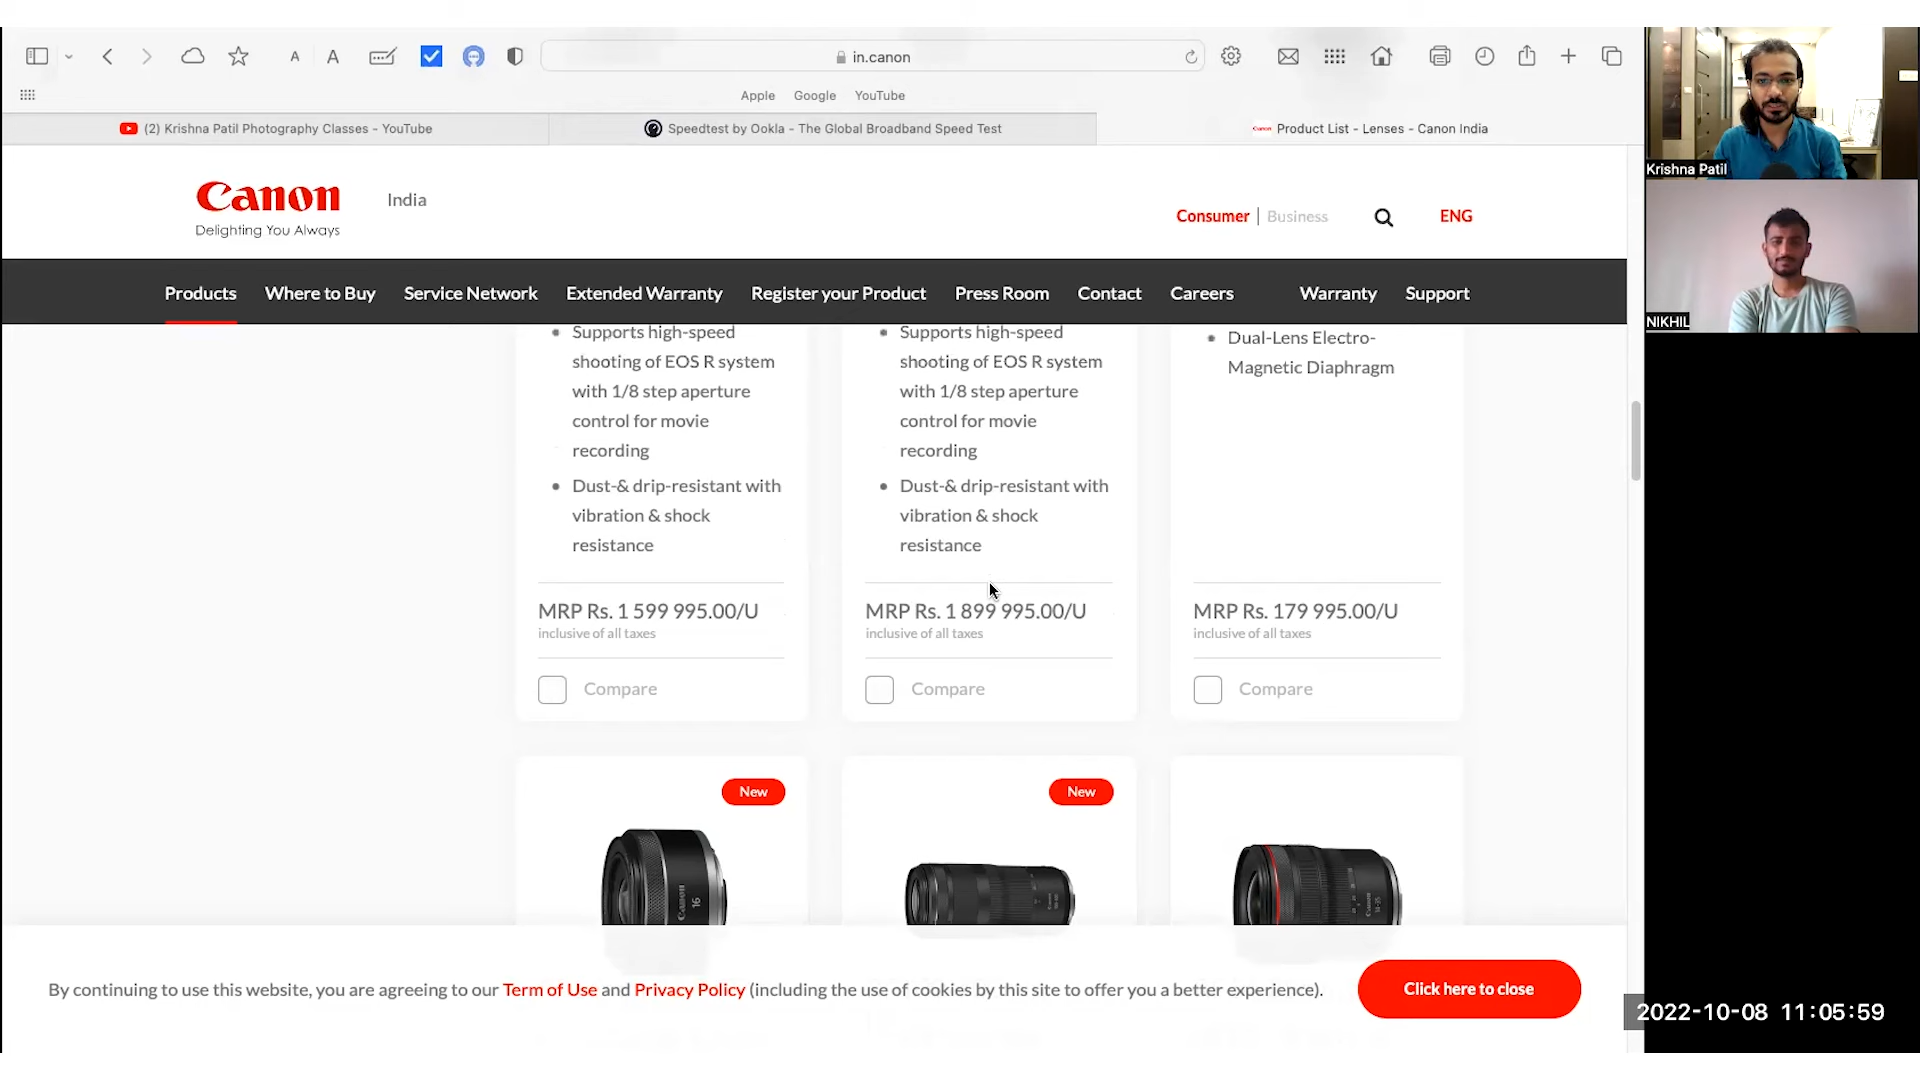 in.canon
Apple Google YouTube
(2) Krishna Patil Photography Classes - YouTube
Speedtest by Ookla - The Global Broadband Speed Test
Canon Product List - Lenses - Canon India
Canon
Delighting You Always
India
Consumer | Business
ENG
Products Where to Buy Service Network Extended Warranty Register your Product Press Room Contact Careers Warranty Support
Supports high-speed
shooting of EOS R system
with 1/8 step aperture
control for movie
recording
Dust-& drip-resistant with
vibration & shock
resistance
MRP Rs. 1 599 995.00/U
inclusive of all taxes
Compare
Supports high-speed
shooting of EOS R system
with 1/8 step aperture
control for movie
recording
Dust-& drip-resistant with
vibration & shock
resistance
MRP Rs. 1 899 995.00/U
inclusive of all taxes
Compare
Dual-Lens Electro-
Magnetic Diaphragm
MRP Rs. 179 995.00/U
inclusive of all taxes
Compare
New
Canon 16
New
By continuing to use this website, you are agreeing to our Term of Use and Privacy Policy (including the use of cookies by this site to offer you a better experience).
Click here to close
Krishna Patil
NIKHIL
2022-10-08 11:05:59